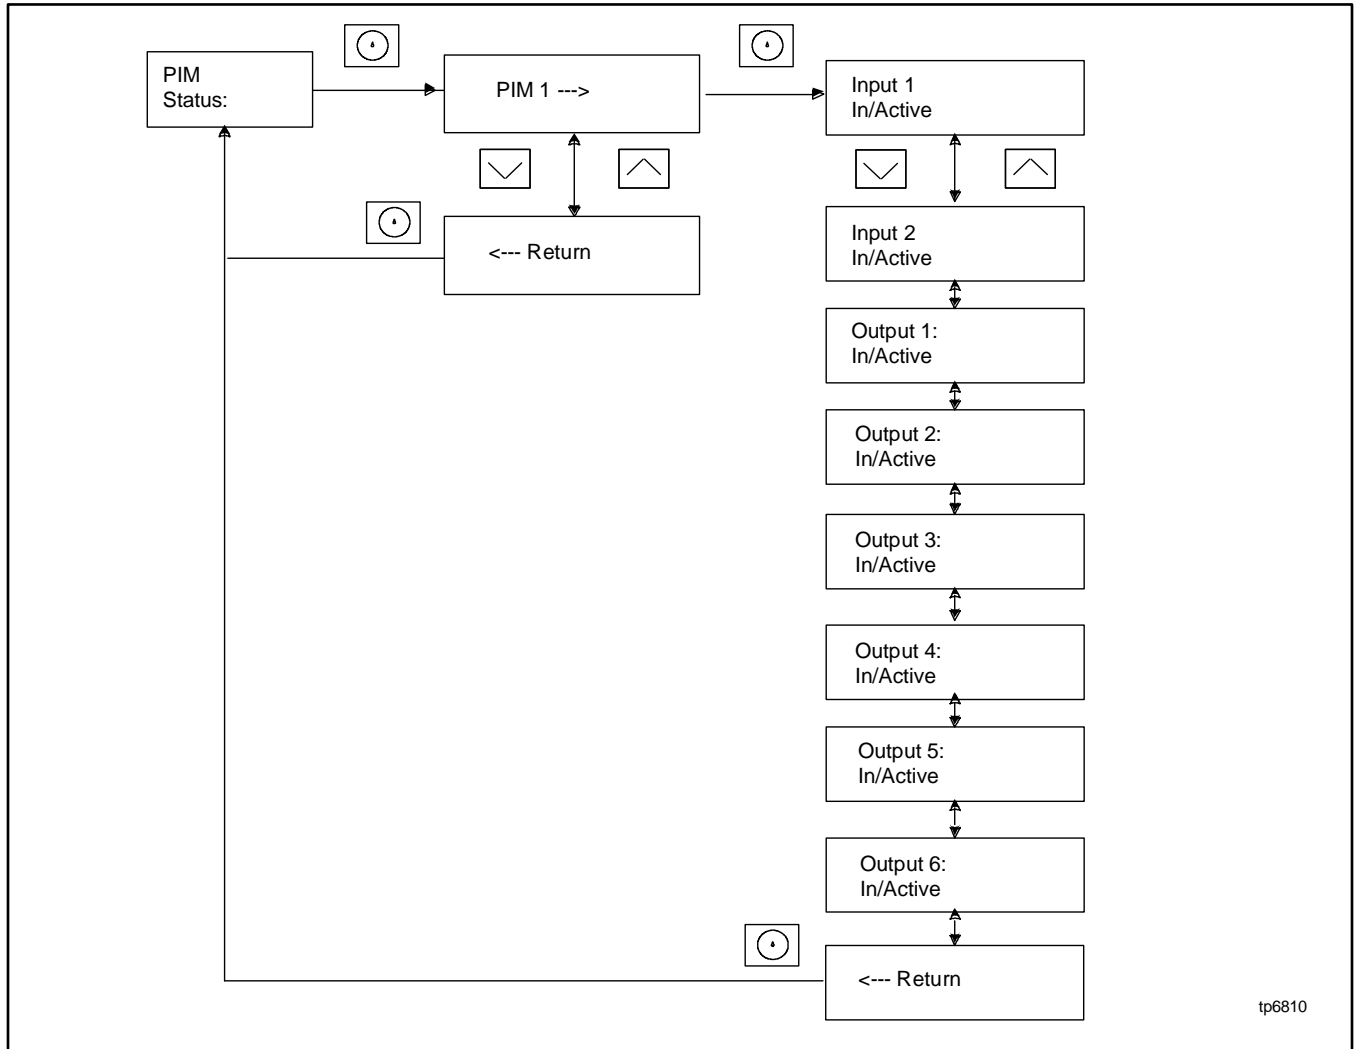 PIM
Status:
PIM 1 --->
<--- Return
Input 1
In/Active
Input 2
In/Active
Output 1:
In/Active
Output 2:
In/Active
Output 3:
In/Active
Output 4:
In/Active
Output 5:
In/Active
Output 6:
In/Active
<--- Return
tp6810